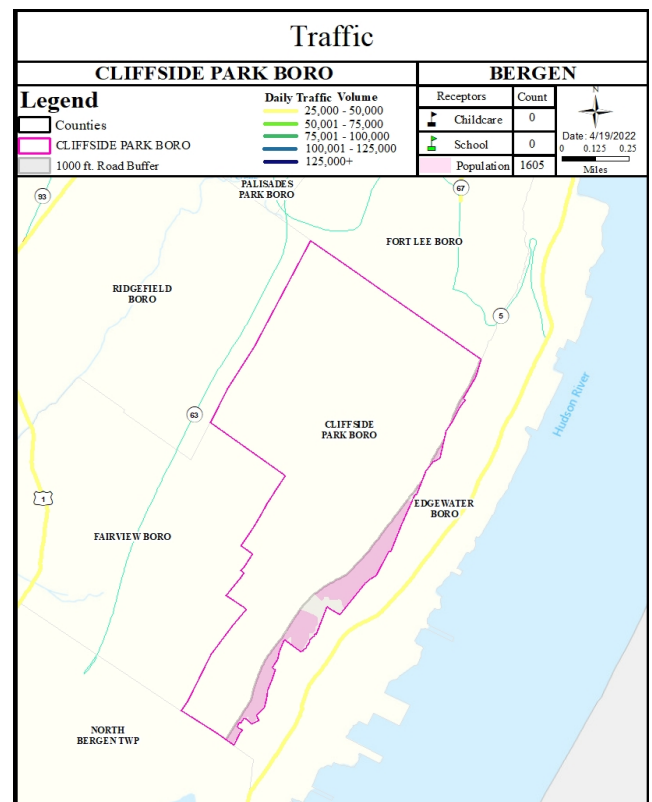 Traffic
CLIFFSIDE PARK BORO
BERGEN
Legend
Counties
CLIFFSIDE PARK BORO
1000 ft. Road Buffer
Daily Traffic Volume
25,000 - 50,000
50,001 - 75,000
75,001 - 100,000
100,001 - 125,000
125,000+
Receptors Count
Childcare 0
School 0
Population 1605
N
Date: 4/19/2022
0 0.125 0.25
Miles
PALISADES
PARK BORO
93
67
FORT LEE BORO
RIDGEFIELD
BORO
5
Hudson River
63
CLIFFSIDE
PARK BORO
1
EDGEWATER
BORO
FAIRVIEW BORO
NORTH
BERGEN TWP